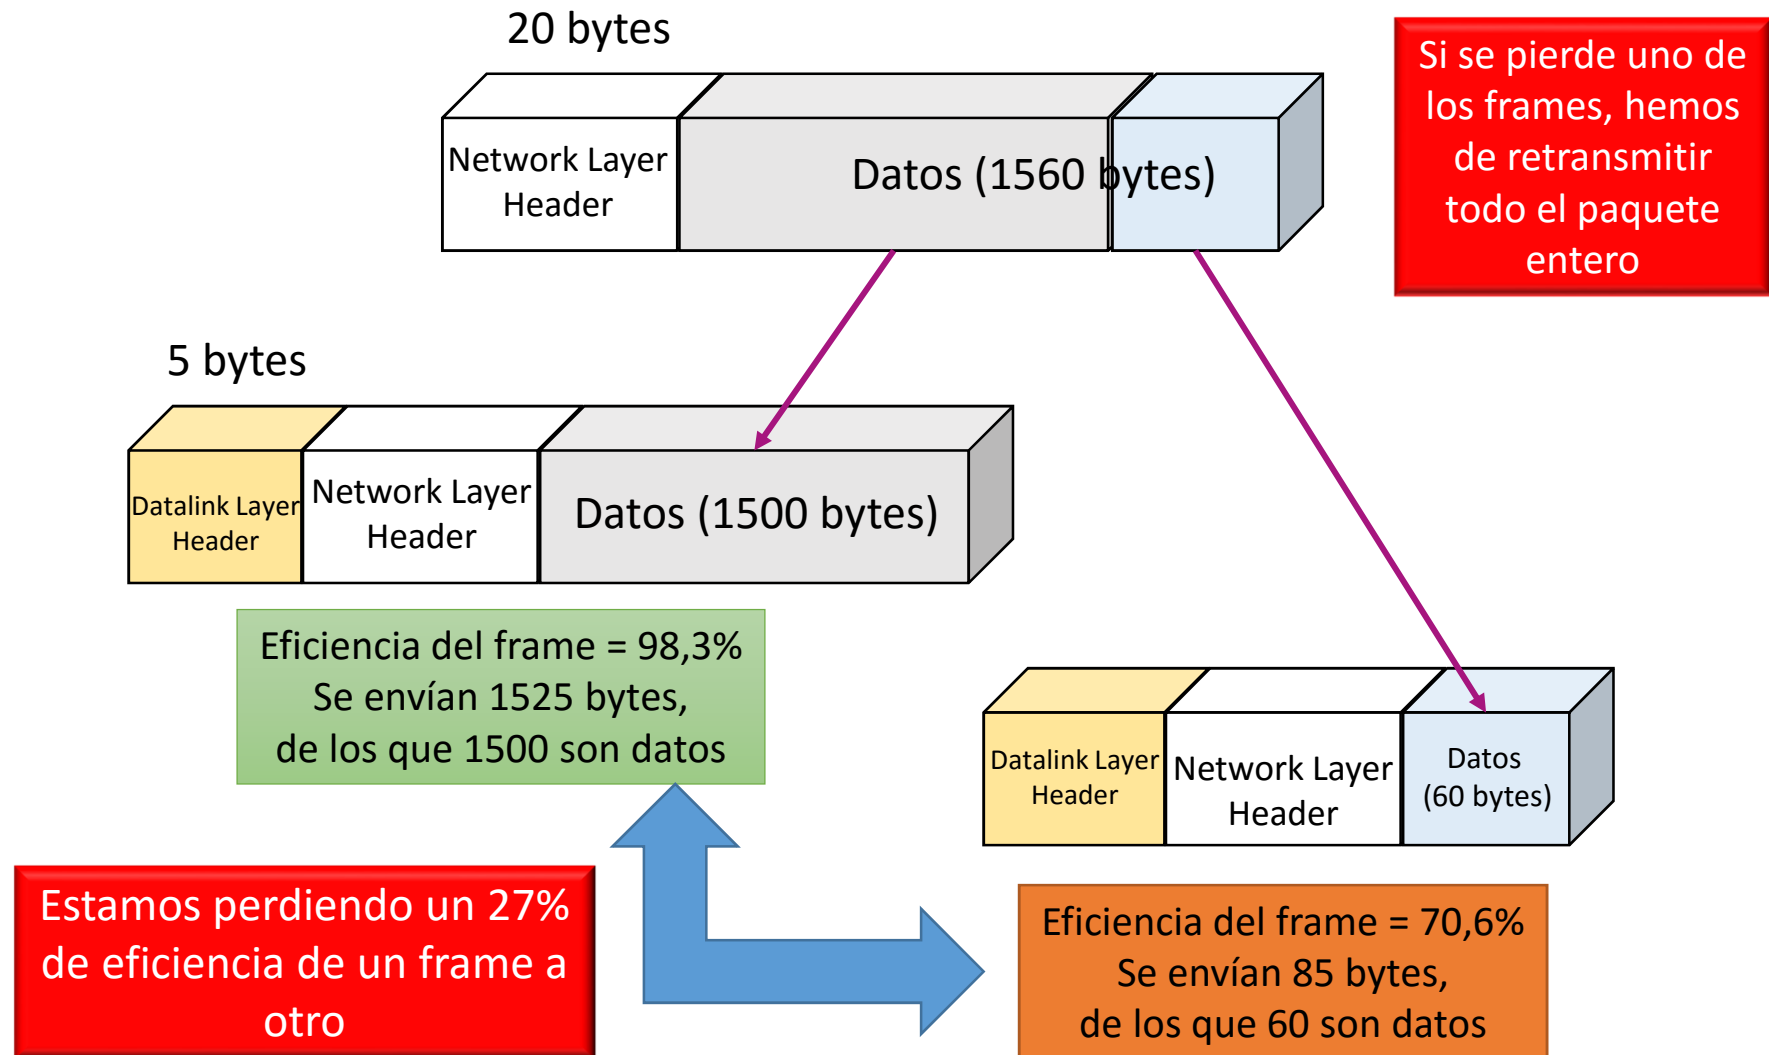 20 bytes
Network Layer
Header
Datos (1560 bytes)
Si se pierde uno de
los frames, hemos
de retransmitir
todo el paquete
entero
5 bytes
Datalink Layer
Header
Network Layer
Header
Datos (1500 bytes)
Eficiencia del frame = 98,3%
Se envían 1525 bytes,
de los que 1500 son datos
Datalink Layer
Header
Network Layer
Header
Datos
(60 bytes)
Estamos perdiendo un 27%
de eficiencia de un frame a
otro
Eficiencia del frame = 70,6%
Se envían 85 bytes,
de los que 60 son datos